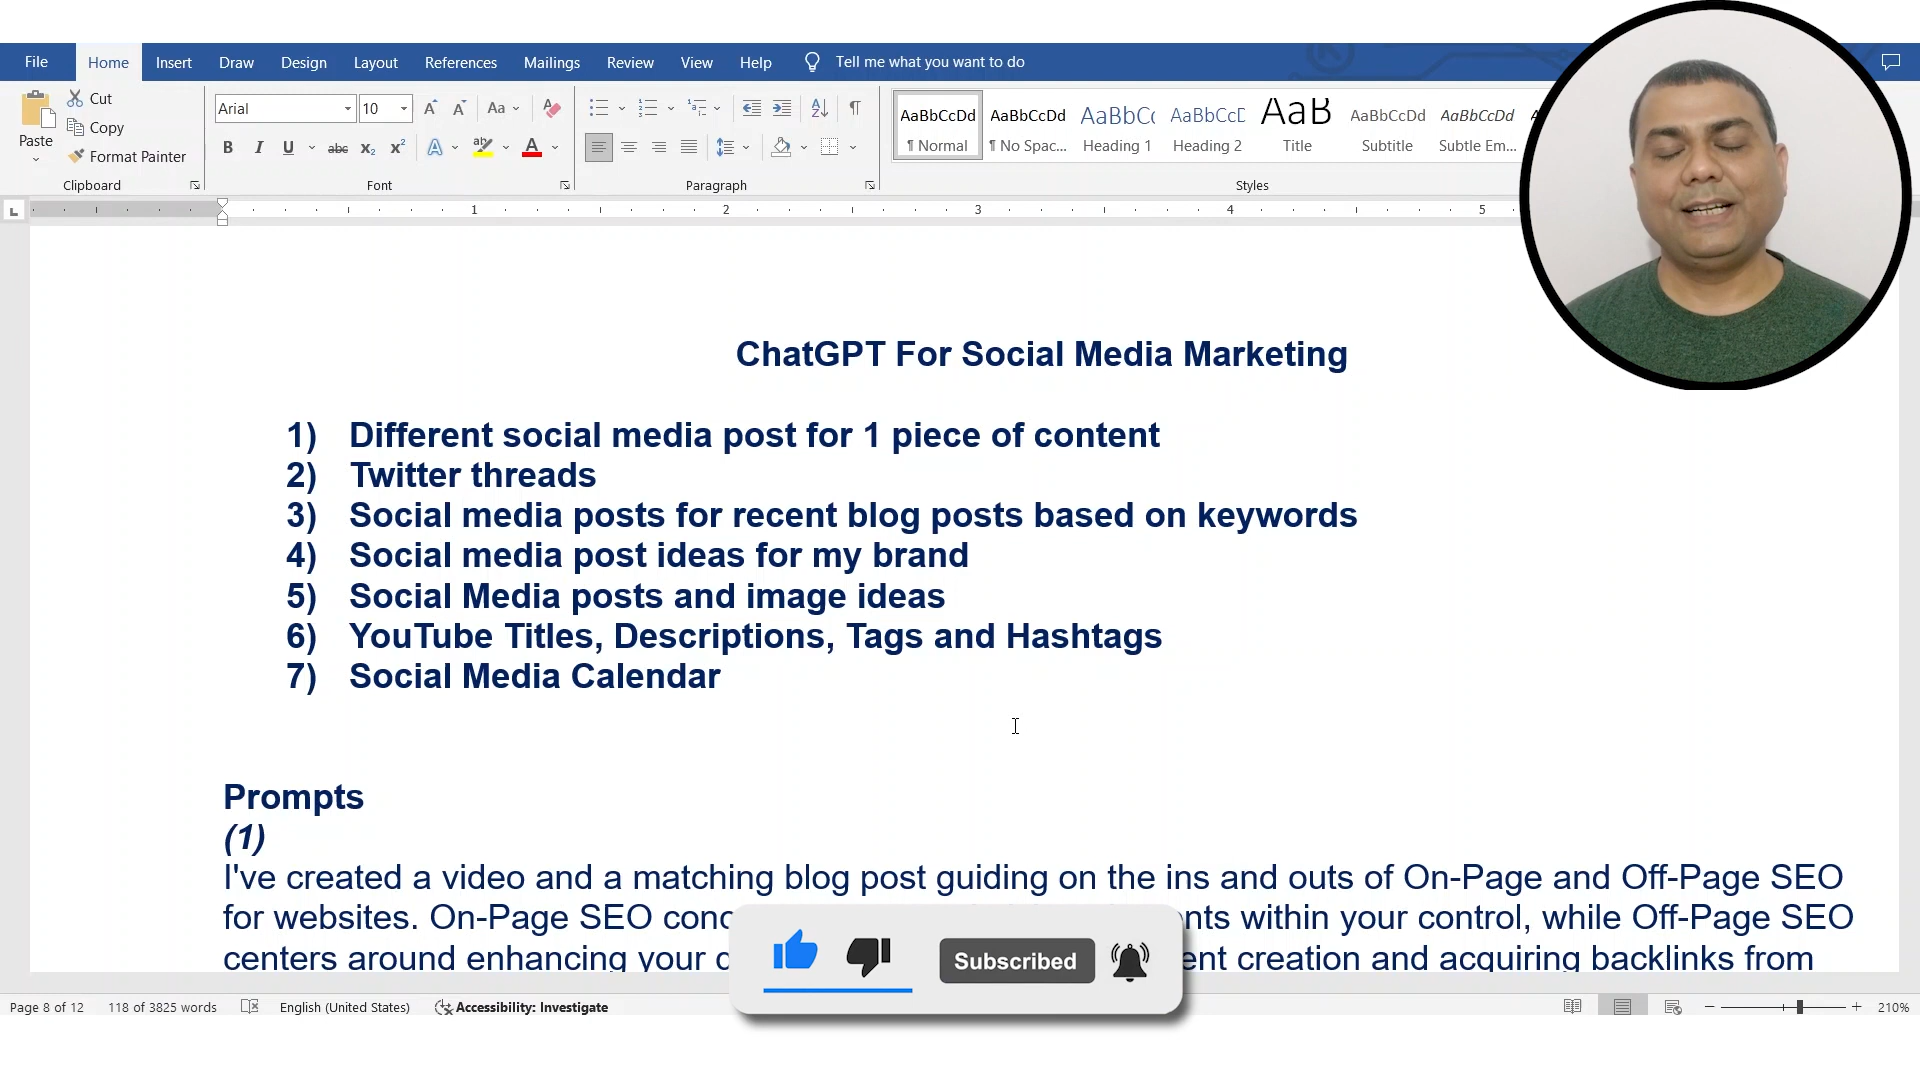 File Home Insert Draw Design Layout References Mailings Review View Help Tell me what you want to do
Paste
Cut
Copy
Format Painter
Clipboard
Arial 10
Font
Paragraph
AaBbCcDd AaBbCcDd AaBbC AaBbCcD AaB AaBbCcDd AaBbCcDd
¶ Normal ¶ No Spac... Heading 1 Heading 2 Title Subtitle Subtle Em...
Styles
1 2 3 4 5
ChatGPT For Social Media Marketing
1) Different social media post for 1 piece of content
2) Twitter threads
3) Social media posts for recent blog posts based on keywords
4) Social media post ideas for my brand
5) Social Media posts and image ideas
6) YouTube Titles, Descriptions, Tags and Hashtags
7) Social Media Calendar
Prompts
(1)
I've created a video and a matching blog post guiding on the ins and outs of On-Page and Off-Page SEO
for websites. On-Page SEO within your control, while Off-Page SEO
centers around enhancing your creation and acquiring backlinks from
Subscribed
Page 8 of 12 118 of 3825 words English (United States) Accessibility: Investigate 210%